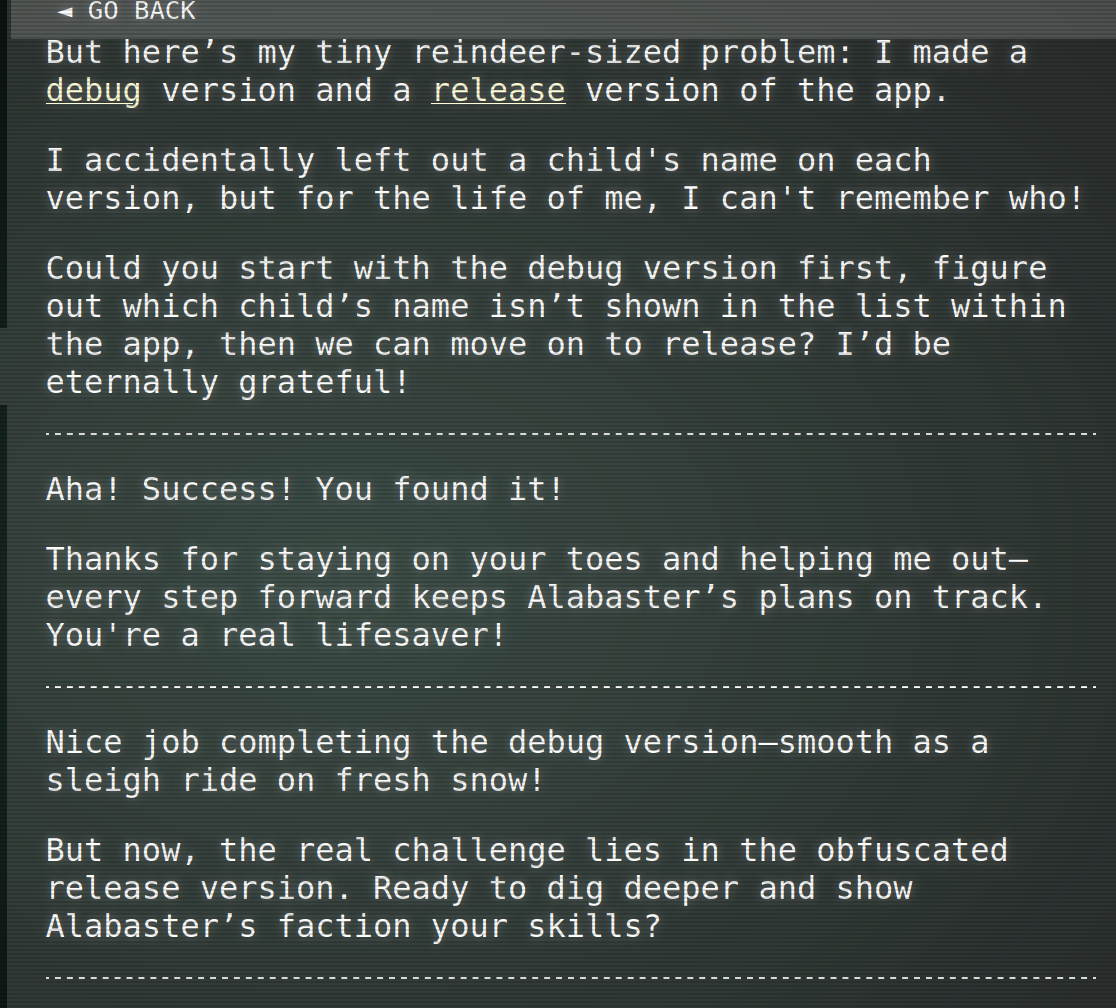 ◄ GO BACK
But here’s my tiny reindeer-sized problem: I made a
debug version and a release version of the app.
I accidentally left out a child's name on each
version, but for the life of me, I can't remember who!
Could you start with the debug version first, figure
out which child’s name isn’t shown in the list within
the app, then we can move on to release? I’d be
eternally grateful!
Aha! Success! You found it!
Thanks for staying on your toes and helping me out—
every step forward keeps Alabaster’s plans on track.
You're a real lifesaver!
Nice job completing the debug version—smooth as a
sleigh ride on fresh snow!
But now, the real challenge lies in the obfuscated
release version. Ready to dig deeper and show
Alabaster’s faction your skills?